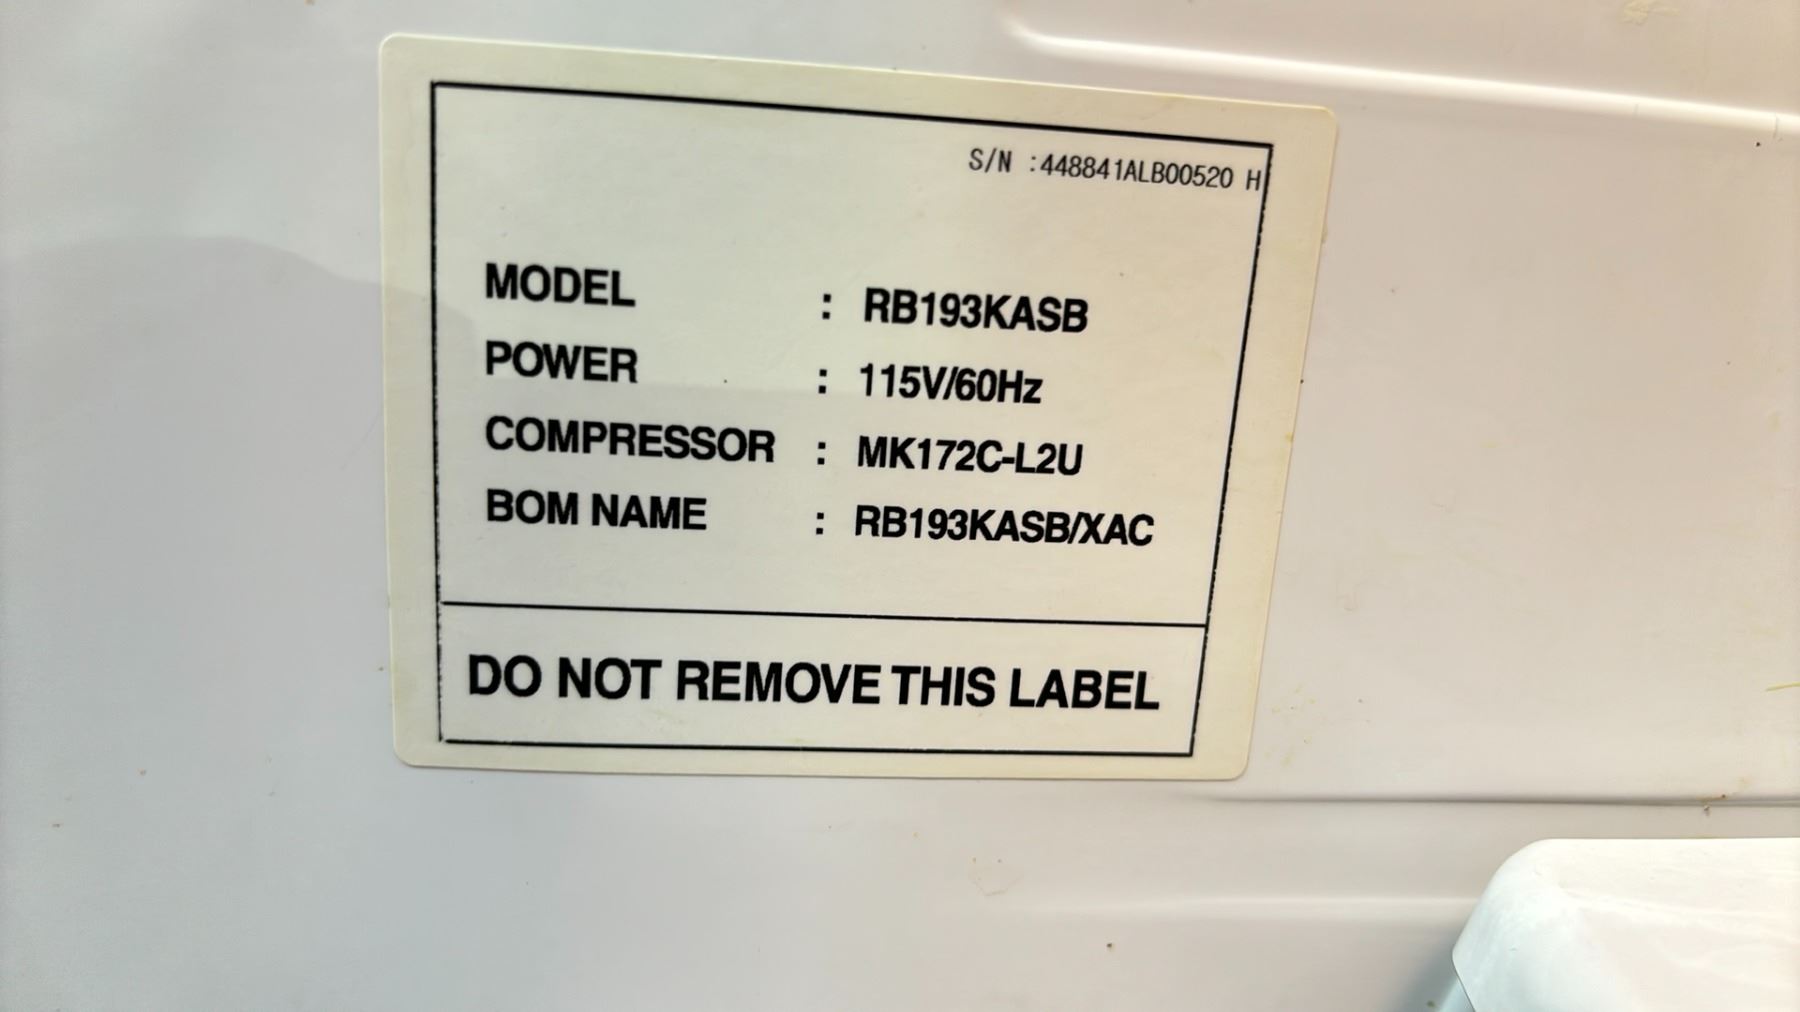 S/N :448841ALB00520 H
MODEL : RB193KASB
POWER : 115V/60Hz
COMPRESSOR : MK172C-L2U
BOM NAME : RB193KASB/XAC
DO NOT REMOVE THIS LABEL